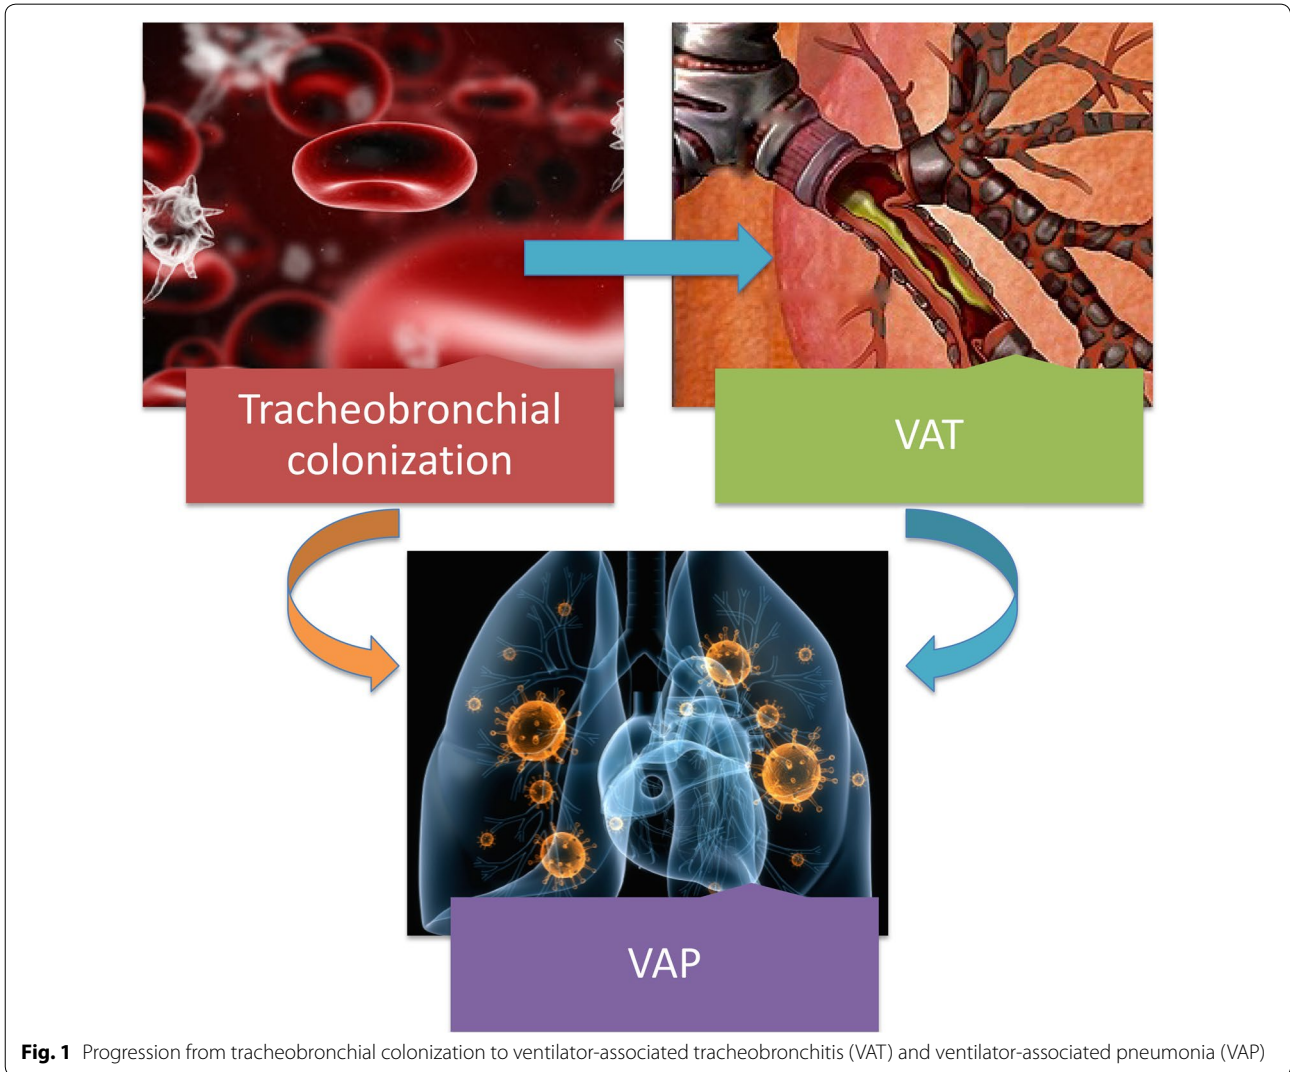 Tracheobronchial
colonization
VAT
VAP
Fig. 1 Progression from tracheobronchial colonization to ventilator-associated tracheobronchitis (VAT) and ventilator-associated pneumonia (VAP)